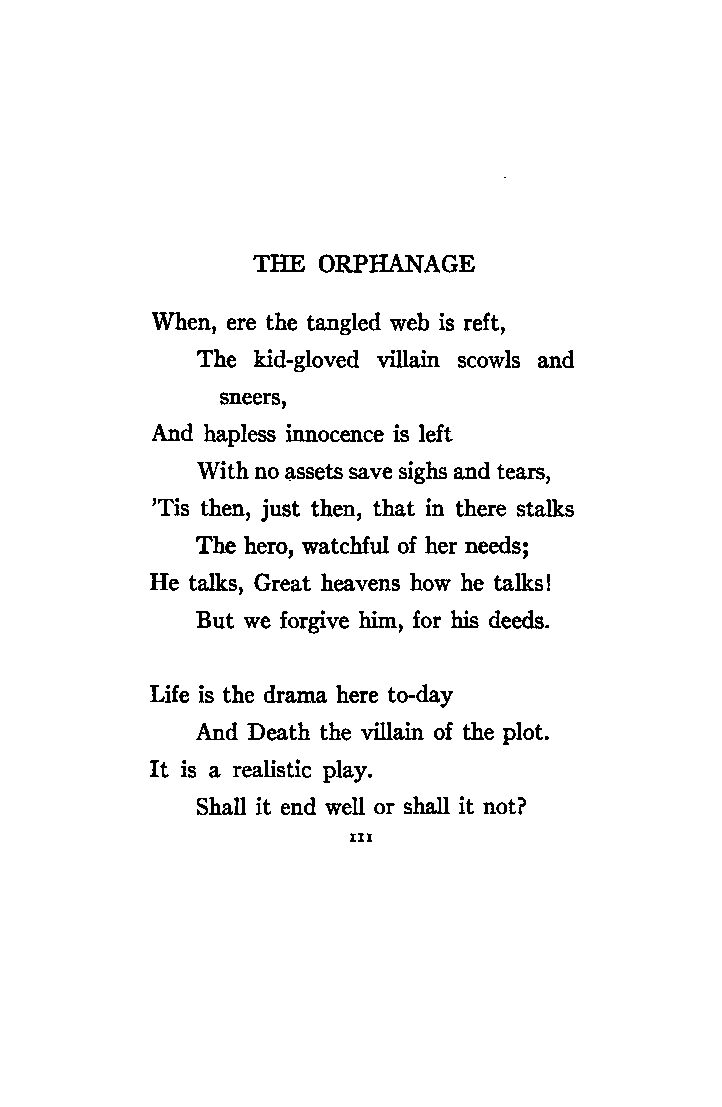 THE ORPHANAGE
When, ere the tangled web is reft,
The kid-gloved villain scowls and
sneers,
And hapless innocence is left
With no assets save sighs and tears,
'Tis then, just then, that in there stalks
The hero, watchful of her needs;
He talks, Great heavens how he talks!
But we forgive him, for his deeds.
Life is the drama here to-day
And Death the villain of the plot.
It is a realistic play.
Shall it end well or shall it not?
111